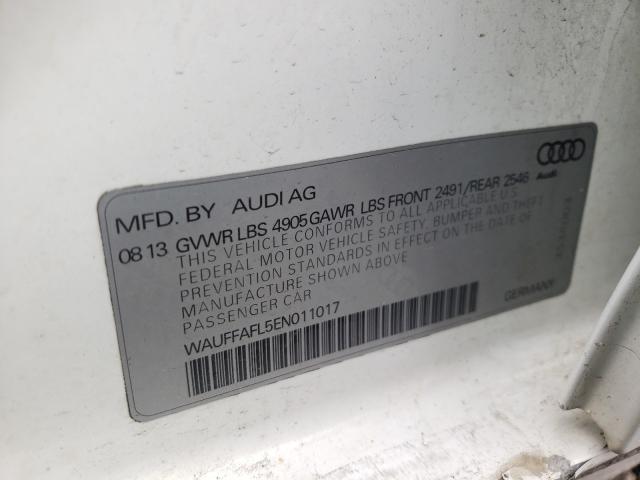 MFD. BY AUDI AG
Audi
08 13 GVWR LBS 4905 GAWR LBS FRONT 2491/REAR 2546
THIS VEHICLE CONFORMS TO ALL APPLICABLE U.S.
FEDERAL MOTOR VEHICLE SAFETY, BUMPER AND THEFT
PREVENTION STANDARDS IN EFFECT ON THE DATE OF
MANUFACTURE SHOWN ABOVE
PASSENGER CAR
WAUFFAFL5EN011017
GERMANY